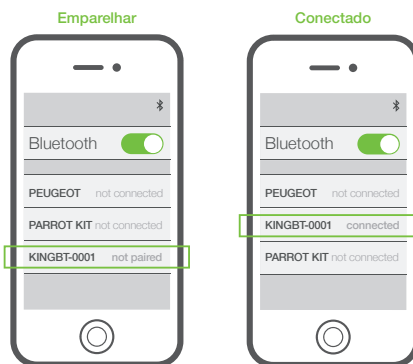 Emparelhar
Bluetooth
PEUGEOT not connected
PARROT KIT not connected
KINGBT-0001 not paired
Conectado
Bluetooth
PEUGEOT not connected
KINGBT-0001 connected
PARROT KIT not connected